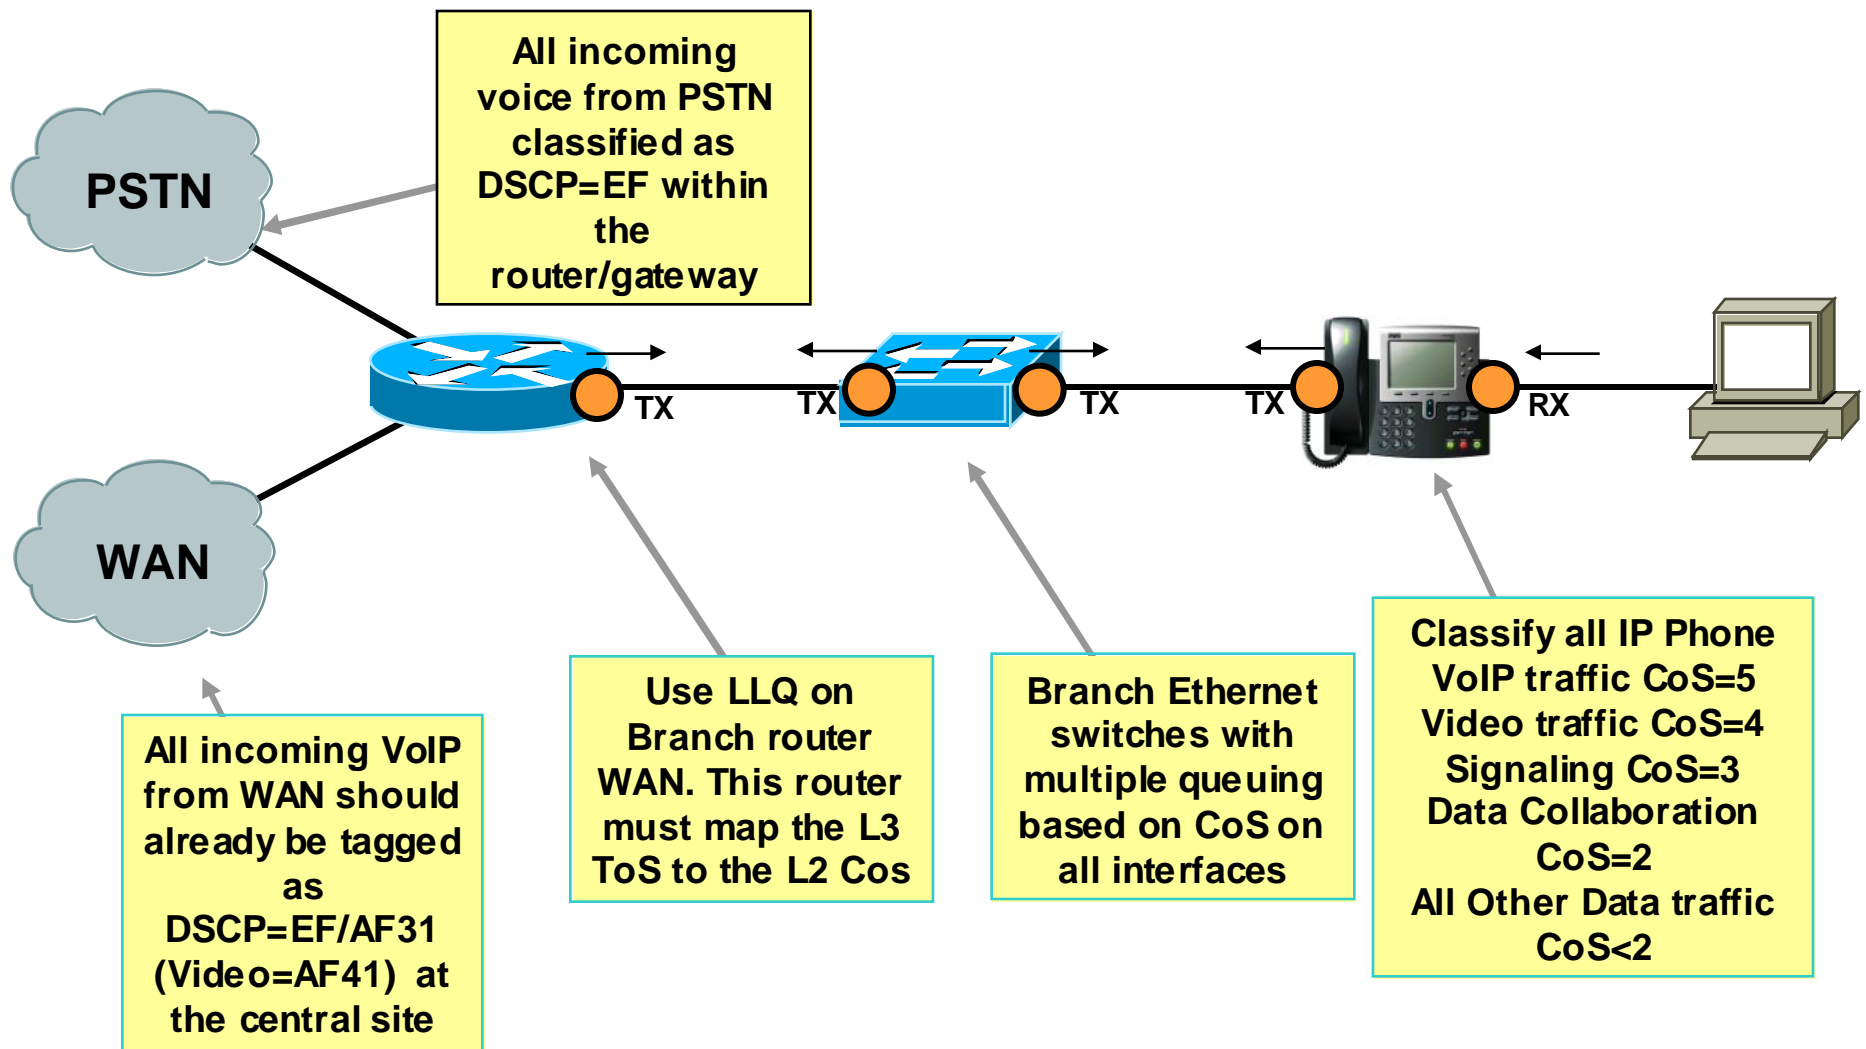 All incoming
voice from PSTN
classified as
DSCP=EF within
the
router/gateway
PSTN
TX
TX
TX
TX
RX
WAN
Classify all IP Phone
VoIP traffic CoS=5
Video traffic CoS=4
Signaling CoS=3
Data Collaboration
CoS=2
All Other Data traffic
CoS<2
Use LLQ on
Branch router
WAN. This router
must map the L3
ToS to the L2 Cos
Branch Ethernet
switches with
multiple queuing
based on CoS on
all interfaces
All incoming VoIP
from WAN should
already be tagged
as
DSCP=EF/AF31
(Video=AF41) at
the central site